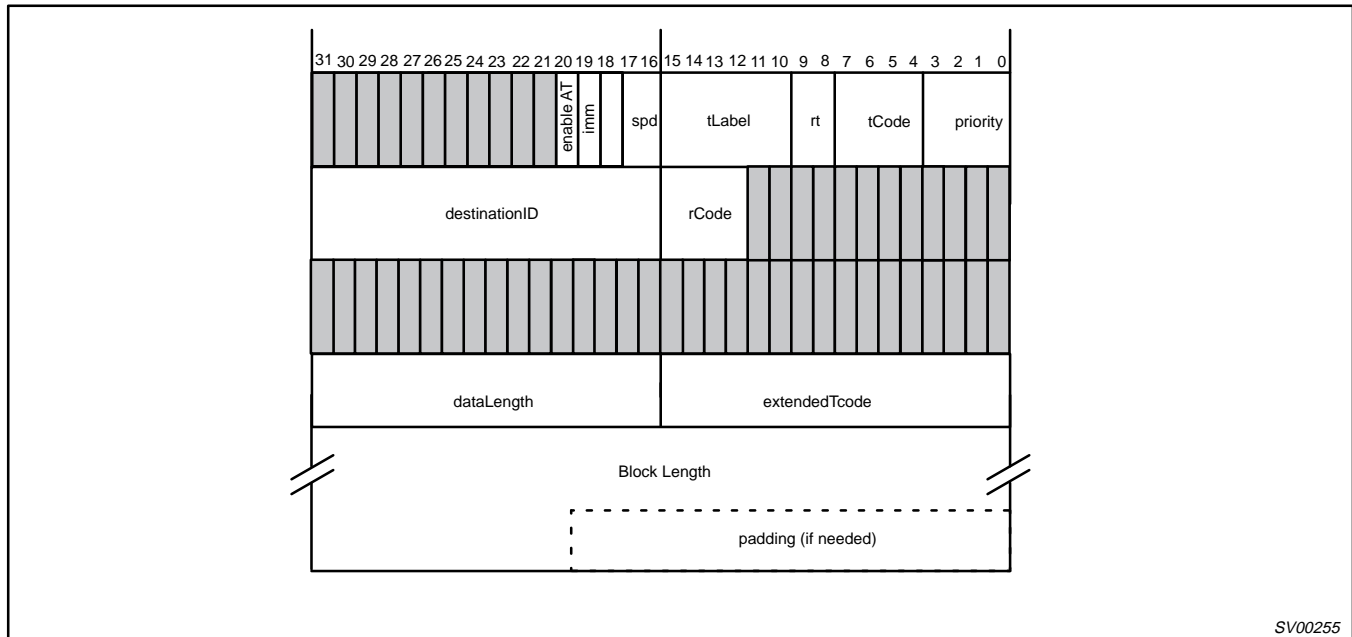 31 30 29 28 27 26 25 24 23 22 21 20 19 18 17 16 15 14 13 12 11 10 9 8 7 6 5 4 3 2 1 0
enable AT imm spd tLabel rt tCode priority
destinationID rCode
dataLength extendedTcode
Block Length
padding (if needed)
SV00255